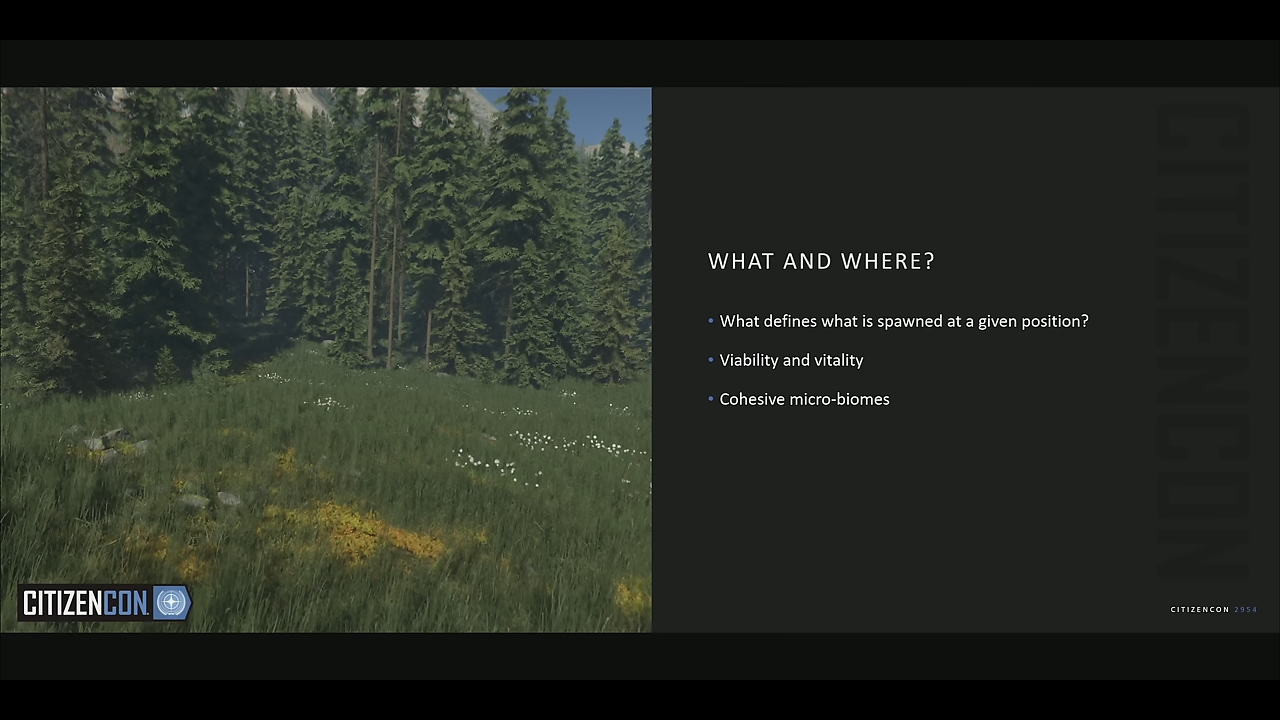 WHAT AND WHERE?
• What defines what is spawned at a given position?
• Viability and vitality
• Cohesive micro-biomes
CITIZENCON
CITIZENCON
CITIZENCON 2954